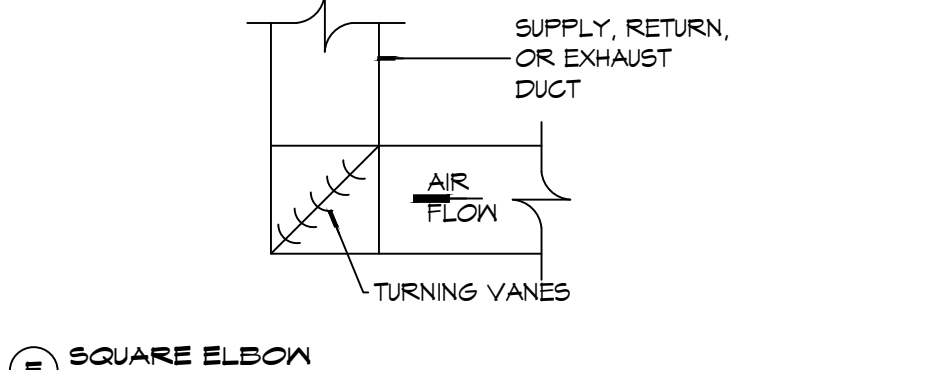 SUPPLY, RETURN,
OR EXHAUST
DUCT
AIR
FLOW
TURNING VANES
SQUARE ELBOW